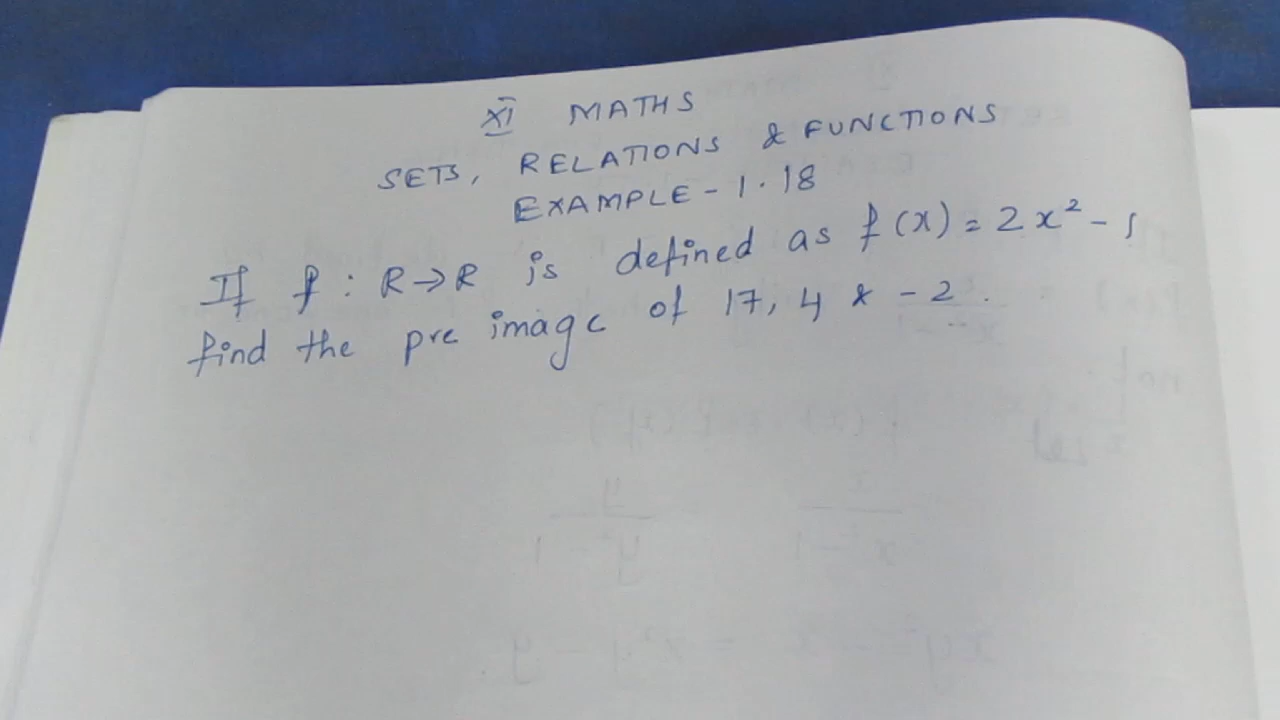 XI MATHS
SETS, RELATIONS & FUNCTIONS
EXAMPLE - 1.18
If f : R→R is defined as f(x) = 2x² - 1
find the pre image of 17, 4 & - 2.